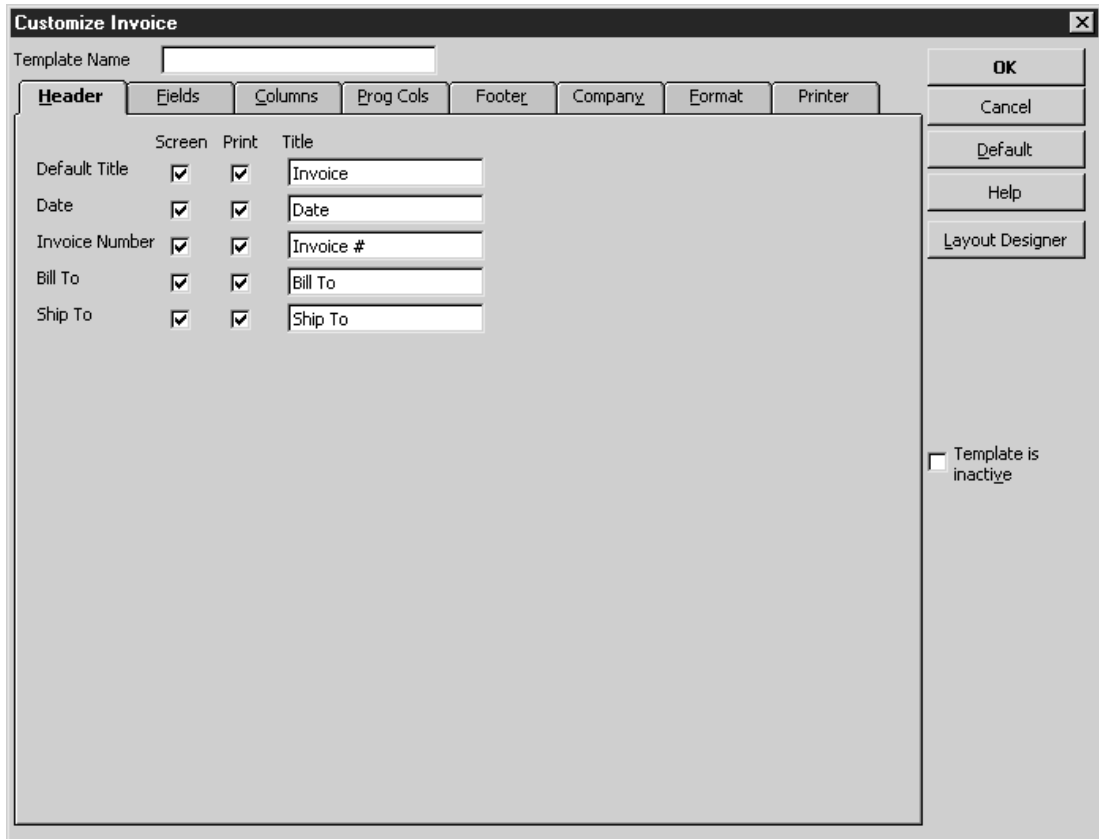 Customize Invoice
Template Name
OK
Header Fields Columns Prog Cols Footer Company Format Printer
Cancel
Screen Print Title
Default Title Invoice
Default
Date Date
Help
Invoice Number Invoice #
Layout Designer
Bill To Bill To
Ship To Ship To
Template is
inactive